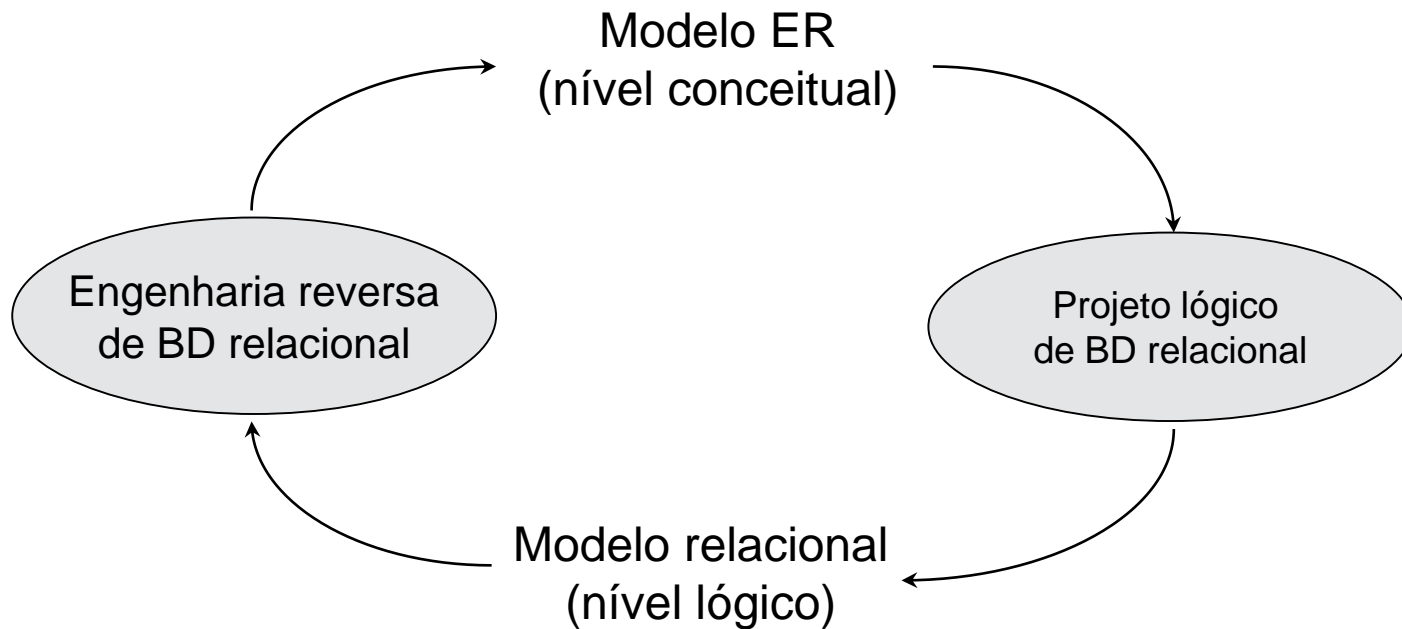 Modelo ER
(nível conceitual)
Engenharia reversa
de BD relacional
Projeto lógico
de BD relacional
Modelo relacional
(nível lógico)